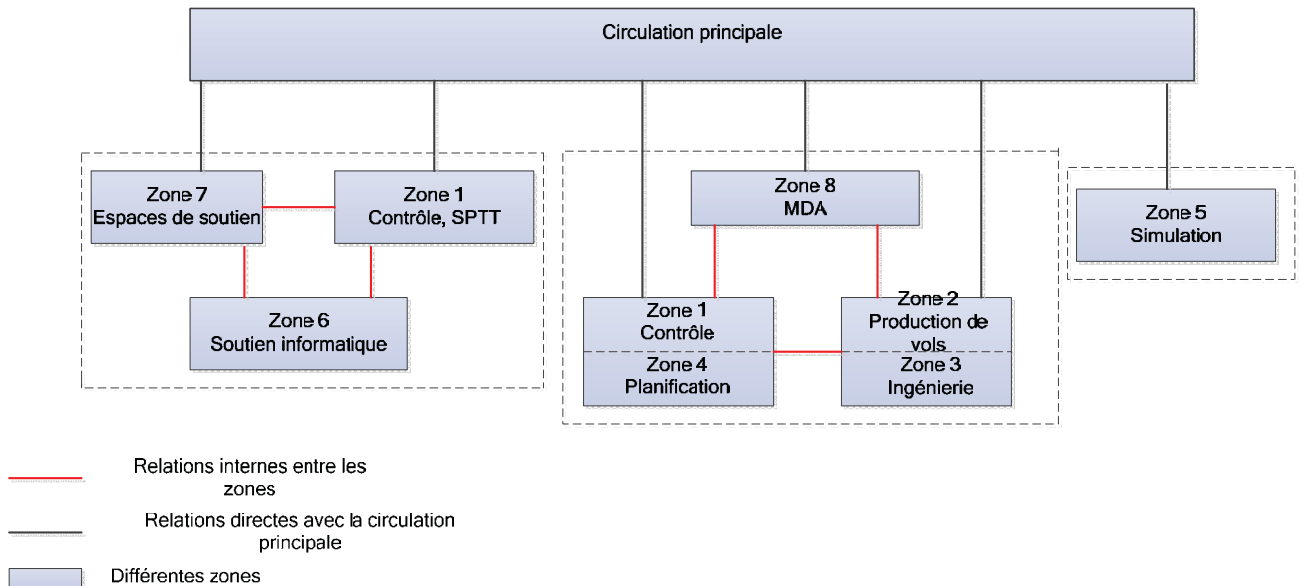 Circulation principale
Zone 7
Espaces de soutien
Zone 1
Contrôle, SPTT
Zone 6
Soutien informatique
Zone 8
MDA
Zone 1
Contrôle
Zone 4
Planification
Zone 2
Production de
vols
Zone 3
Ingénierie
Zone 5
Simulation
Relations internes entre les
zones
Relations directes avec la circulation
principale
Différentes zones